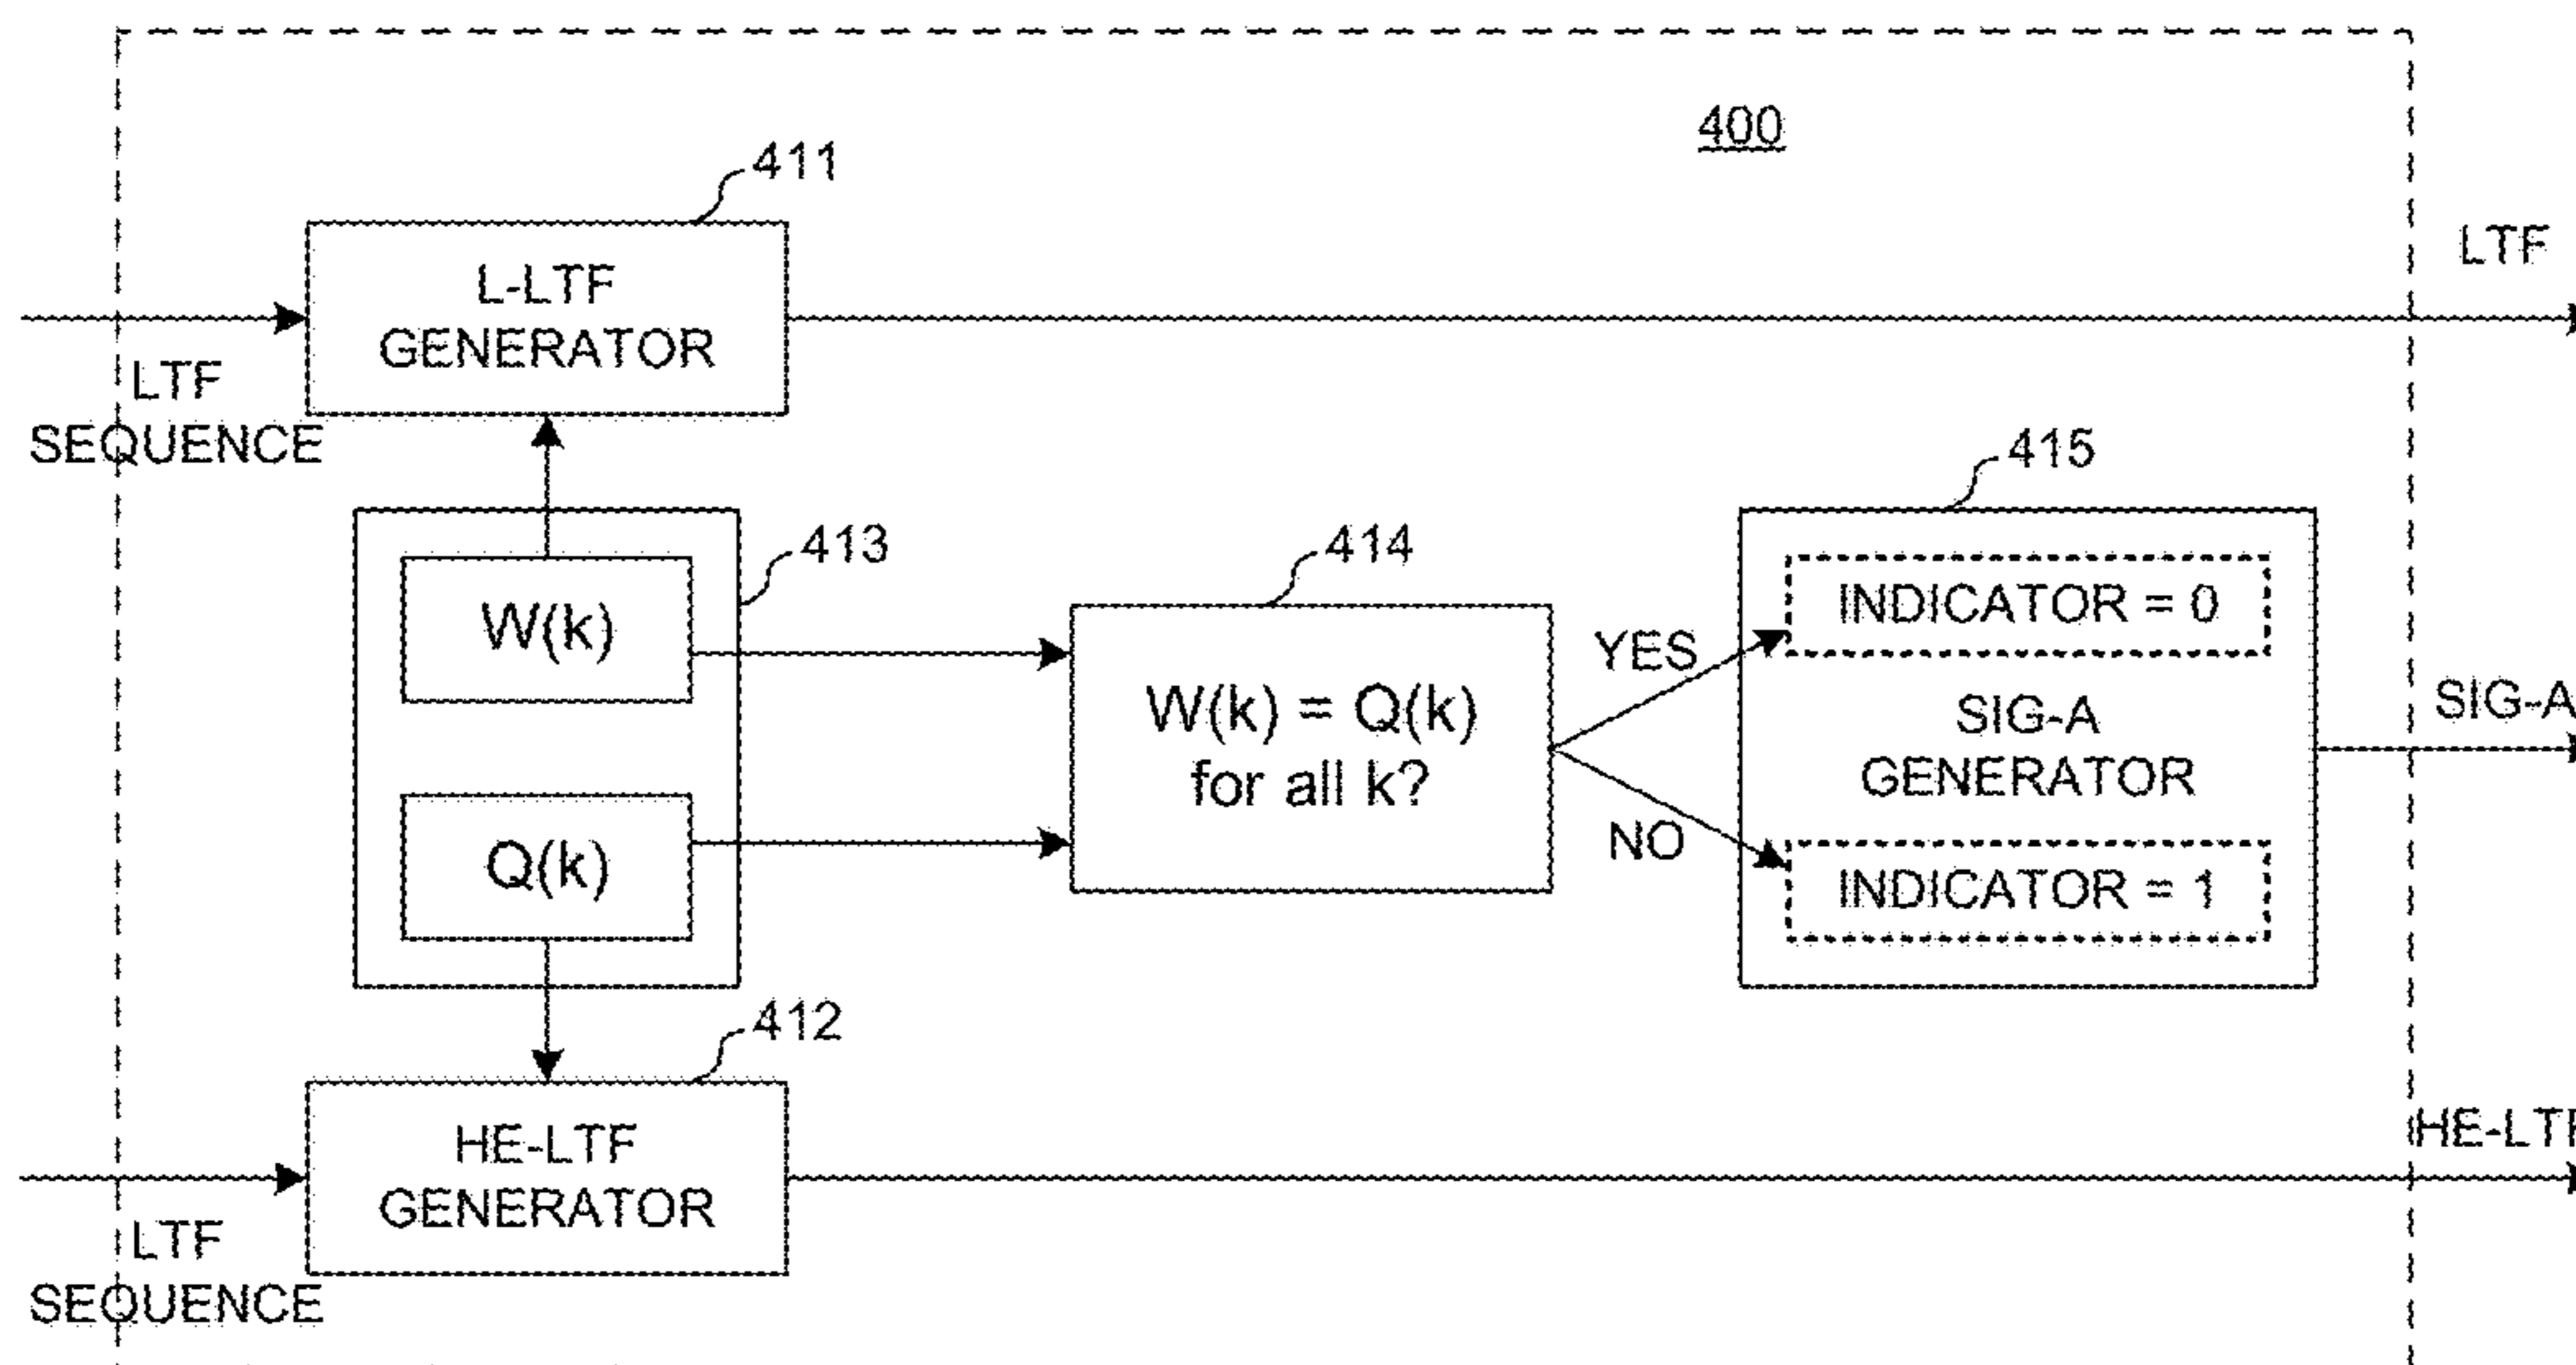 400
411
L-LTF
GENERATOR
LTF
LTF
SEQUENCE
413
W(k)
Q(k)
414
W(k) = Q(k)
for all k?
YES
NO
415
INDICATOR = 0
SIG-A
GENERATOR
INDICATOR = 1
SIG-A
412
HE-LTF
GENERATOR
HE-LTF
LTF
SEQUENCE